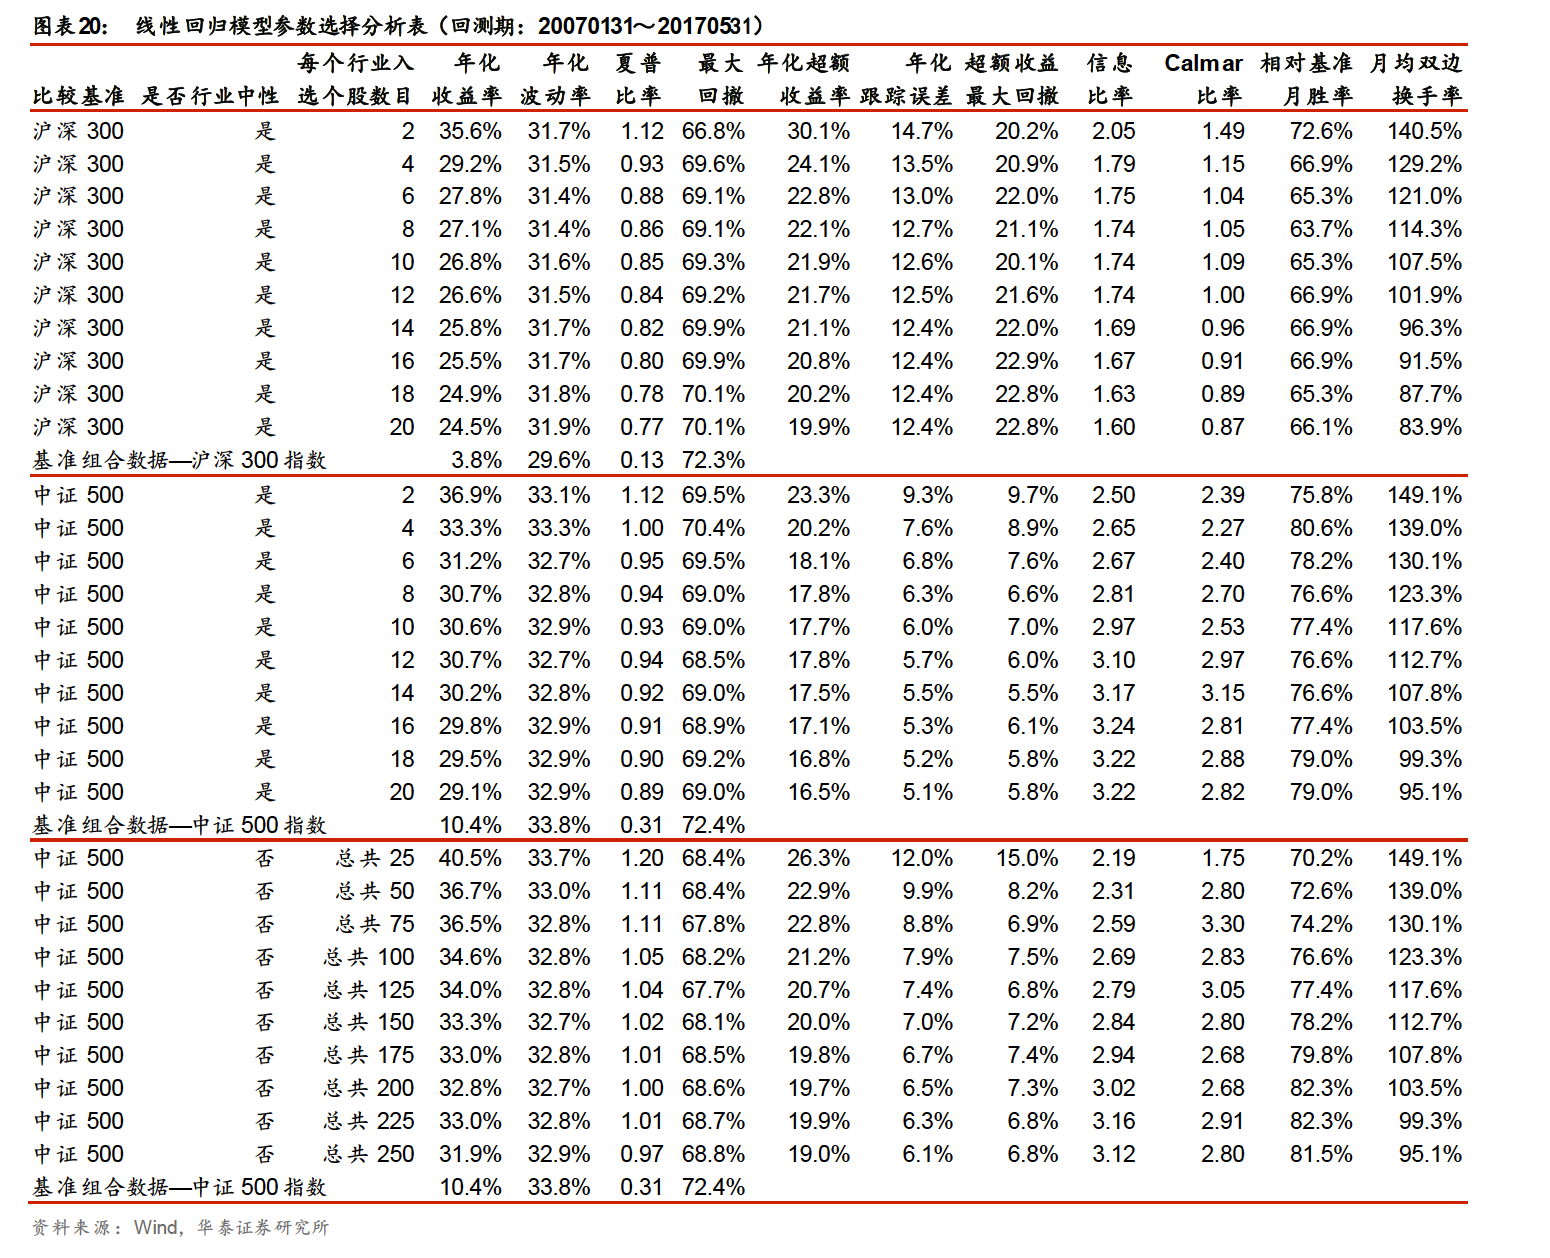 图表20： 线性回归模型参数选择分析表（回测期：20070131～20170531）
每个行业入 年化 年化 夏普 最大 年化超额 年化 超额收益 信息 Calmar 相对基准 月均双边
比较基准 是否行业中性 选个股数目 收益率 波动率 比率 回撤 收益率 跟踪误差 最大回撤 比率 比率 月胜率 换手率
沪深 300 是 2 35.6% 31.7% 1.12 66.8% 30.1% 14.7% 20.2% 2.05 1.49 72.6% 140.5%
沪深 300 是 4 29.2% 31.5% 0.93 69.6% 24.1% 13.5% 20.9% 1.79 1.15 66.9% 129.2%
沪深 300 是 6 27.8% 31.4% 0.88 69.1% 22.8% 13.0% 22.0% 1.75 1.04 65.3% 121.0%
沪深 300 是 8 27.1% 31.4% 0.86 69.1% 22.1% 12.7% 21.1% 1.74 1.05 63.7% 114.3%
沪深 300 是 10 26.8% 31.6% 0.85 69.3% 21.9% 12.6% 20.1% 1.74 1.09 65.3% 107.5%
沪深 300 是 12 26.6% 31.5% 0.84 69.2% 21.7% 12.5% 21.6% 1.74 1.00 66.9% 101.9%
沪深 300 是 14 25.8% 31.7% 0.82 69.9% 21.1% 12.4% 22.0% 1.69 0.96 66.9% 96.3%
沪深 300 是 16 25.5% 31.7% 0.80 69.9% 20.8% 12.4% 22.9% 1.67 0.91 66.9% 91.5%
沪深 300 是 18 24.9% 31.8% 0.78 70.1% 20.2% 12.4% 22.8% 1.63 0.89 65.3% 87.7%
沪深 300 是 20 24.5% 31.9% 0.77 70.1% 19.9% 12.4% 22.8% 1.60 0.87 66.1% 83.9%
基准组合数据—沪深 300 指数 3.8% 29.6% 0.13 72.3%
中证 500 是 2 36.9% 33.1% 1.12 69.5% 23.3% 9.3% 9.7% 2.50 2.39 75.8% 149.1%
中证 500 是 4 33.3% 33.3% 1.00 70.4% 20.2% 7.6% 8.9% 2.65 2.27 80.6% 139.0%
中证 500 是 6 31.2% 32.7% 0.95 69.5% 18.1% 6.8% 7.6% 2.67 2.40 78.2% 130.1%
中证 500 是 8 30.7% 32.8% 0.94 69.0% 17.8% 6.3% 6.6% 2.81 2.70 76.6% 123.3%
中证 500 是 10 30.6% 32.9% 0.93 69.0% 17.7% 6.0% 7.0% 2.97 2.53 77.4% 117.6%
中证 500 是 12 30.7% 32.7% 0.94 68.5% 17.8% 5.7% 6.0% 3.10 2.97 76.6% 112.7%
中证 500 是 14 30.2% 32.8% 0.92 69.0% 17.5% 5.5% 5.5% 3.17 3.15 76.6% 107.8%
中证 500 是 16 29.8% 32.9% 0.91 68.9% 17.1% 5.3% 6.1% 3.24 2.81 77.4% 103.5%
中证 500 是 18 29.5% 32.9% 0.90 69.2% 16.8% 5.2% 5.8% 3.22 2.88 79.0% 99.3%
中证 500 是 20 29.1% 32.9% 0.89 69.0% 16.5% 5.1% 5.8% 3.22 2.82 79.0% 95.1%
基准组合数据—中证 500 指数 10.4% 33.8% 0.31 72.4%
中证 500 否 总共 25 40.5% 33.7% 1.20 68.4% 26.3% 12.0% 15.0% 2.19 1.75 70.2% 149.1%
中证 500 否 总共 50 36.7% 33.0% 1.11 68.4% 22.9% 9.9% 8.2% 2.31 2.80 72.6% 139.0%
中证 500 否 总共 75 36.5% 32.8% 1.11 67.8% 22.8% 8.8% 6.9% 2.59 3.30 74.2% 130.1%
中证 500 否 总共 100 34.6% 32.8% 1.05 68.2% 21.2% 7.9% 7.5% 2.69 2.83 76.6% 123.3%
中证 500 否 总共 125 34.0% 32.8% 1.04 67.7% 20.7% 7.4% 6.8% 2.79 3.05 77.4% 117.6%
中证 500 否 总共 150 33.3% 32.7% 1.02 68.1% 20.0% 7.0% 7.2% 2.84 2.80 78.2% 112.7%
中证 500 否 总共 175 33.0% 32.8% 1.01 68.5% 19.8% 6.7% 7.4% 2.94 2.68 79.8% 107.8%
中证 500 否 总共 200 32.8% 32.7% 1.00 68.6% 19.7% 6.5% 7.3% 3.02 2.68 82.3% 103.5%
中证 500 否 总共 225 33.0% 32.8% 1.01 68.7% 19.9% 6.3% 6.8% 3.16 2.91 82.3% 99.3%
中证 500 否 总共 250 31.9% 32.9% 0.97 68.8% 19.0% 6.1% 6.8% 3.12 2.80 81.5% 95.1%
基准组合数据—中证 500 指数 10.4% 33.8% 0.31 72.4%
资料来源：Wind，华泰证券研究所